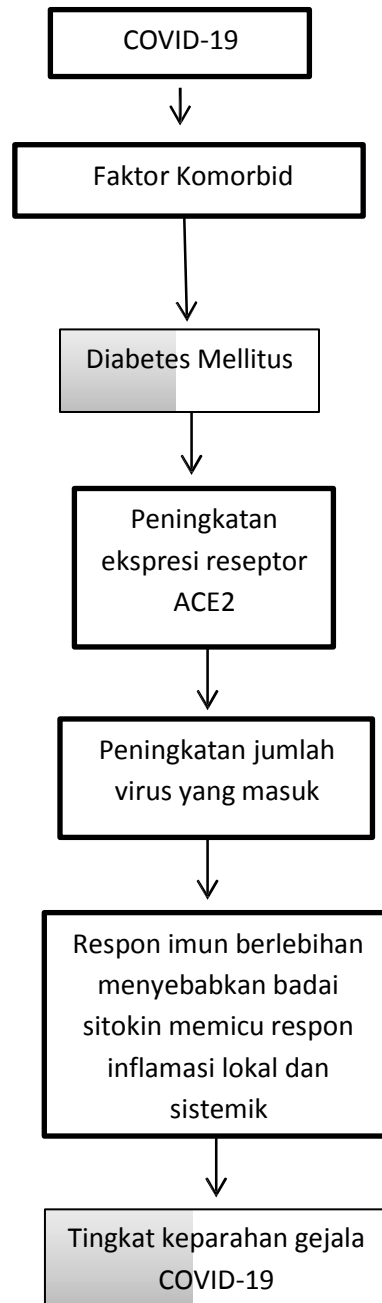 COVID-19
Faktor Komorbid
Diabetes Mellitus
Peningkatan
ekspresi reseptor
ACE2
Peningkatan jumlah
virus yang masuk
Respon imun berlebihan
menyebabkan badai
sitokin memicu respon
inflamasi lokal dan
sistemik
Tingkat keparahan gejala
COVID-19